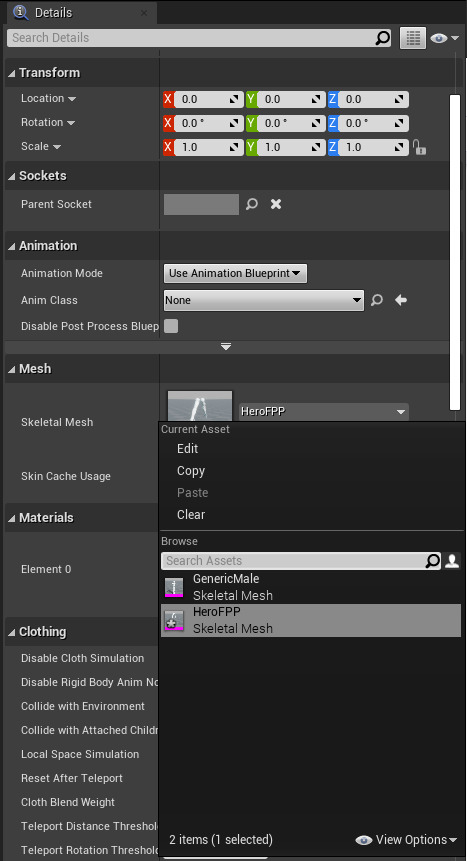 Details
Search Details
Transform
Location X 0.0 Y 0.0 Z 0.0
Rotation X 0.0 ° Y 0.0 ° Z 0.0 °
Scale X 1.0 Y 1.0 Z 1.0
Sockets
Parent Socket
Animation
Animation Mode Use Animation Blueprint
Anim Class None
Disable Post Process Bluep
Mesh
Skeletal Mesh HeroFPP
Current Asset
Edit
Skin Cache Usage Copy
Paste
Materials Clear
Browse
Element 0 Search Assets
GenericMale
Skeletal Mesh
HeroFPP
Clothing Skeletal Mesh
Disable Cloth Simulation
Disable Rigid Body Anim No
Collide with Environment
Collide with Attached Childr
Local Space Simulation
Reset After Teleport
Cloth Blend Weight
Teleport Distance Threshol
2 items (1 selected) View Options
Teleport Rotation Threshold